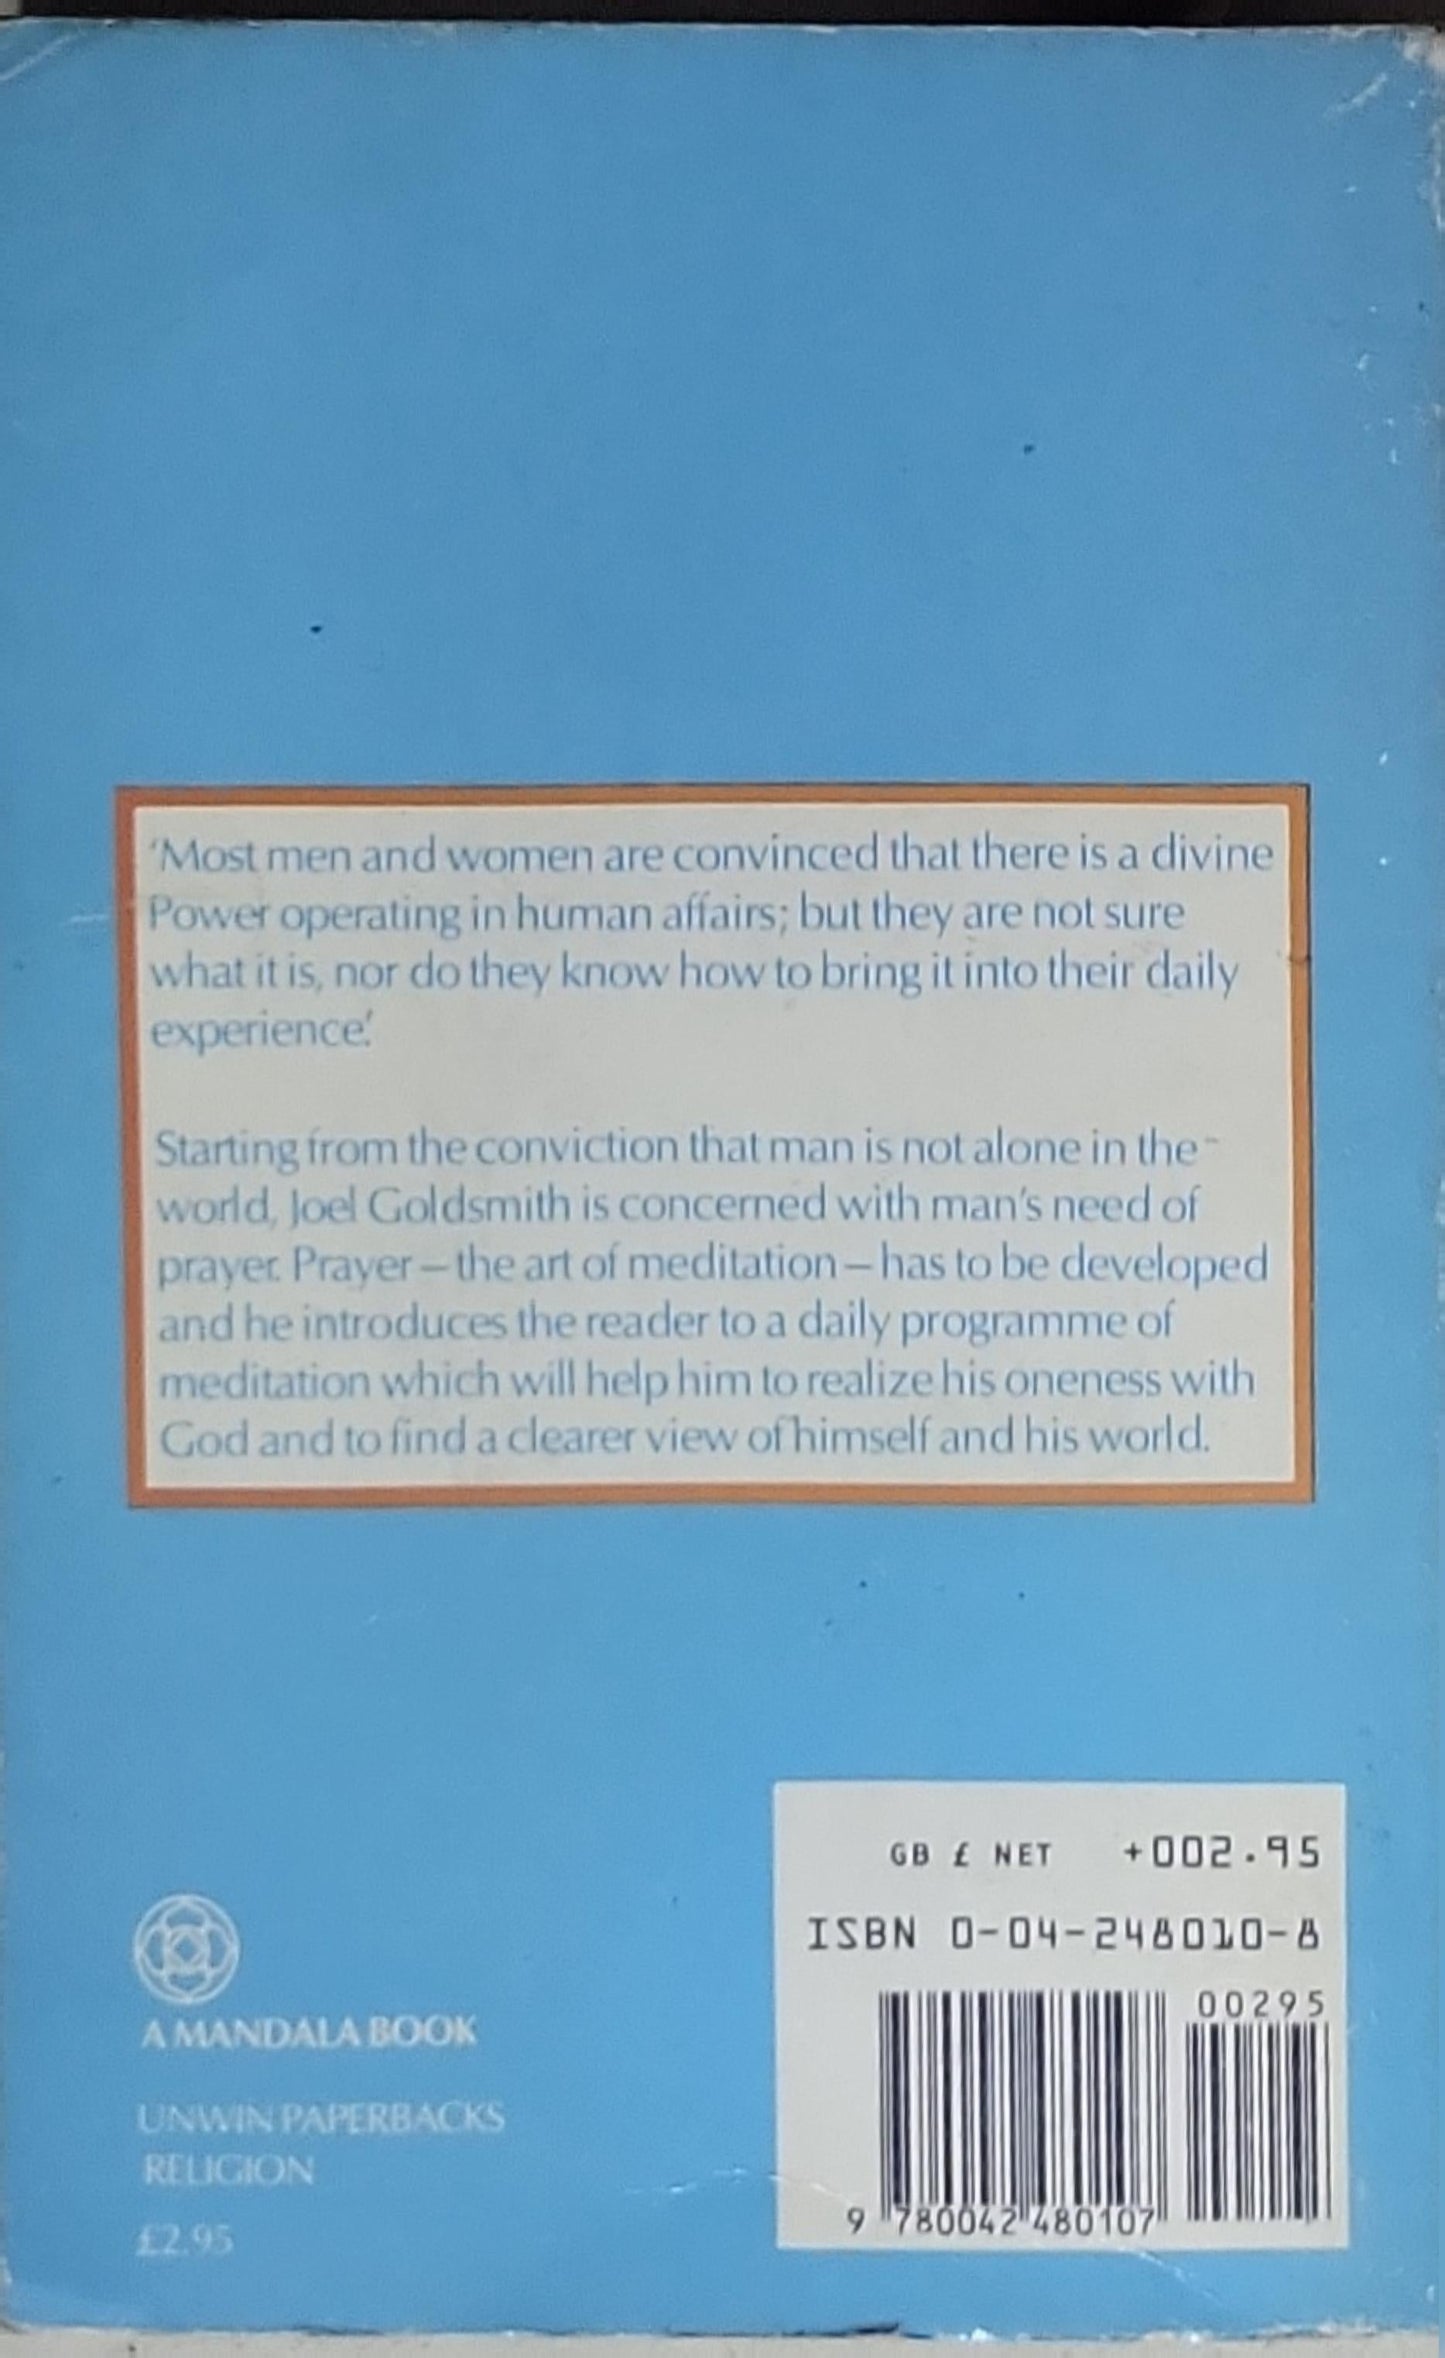 ‘Most men and women are convinced that there is a divine
Power operating in human affairs; but they are not sure
what it is, nor do they know how to bring it into their daily
experience.’
Starting from the conviction that man is not alone in the
world, Joel Goldsmith is concerned with man’s need of
prayer. Prayer – the art of meditation – has to be developed
and he introduces the reader to a daily programme of
meditation which will help him to realize his oneness with
God and to find a clearer view of himself and his world.
A MANDALA BOOK
UNWIN PAPERBACKS
RELIGION
£2.95
GB £ NET +002.95
ISBN 0-04-248010-8
00295
9 780042 480107